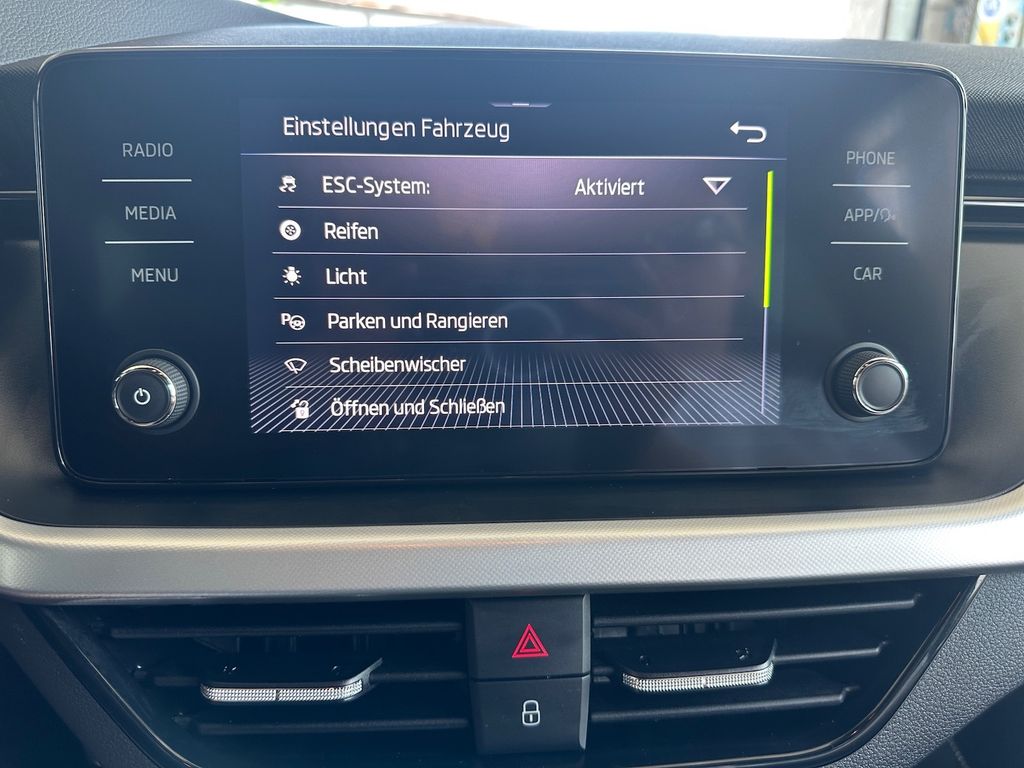 Einstellungen Fahrzeug
RADIO
MEDIA
MENU
ESC-System: Aktiviert
Reifen
Licht
Parken und Rangieren
Scheibenwischer
Öffnen und Schließen
PHONE
APP/
CAR